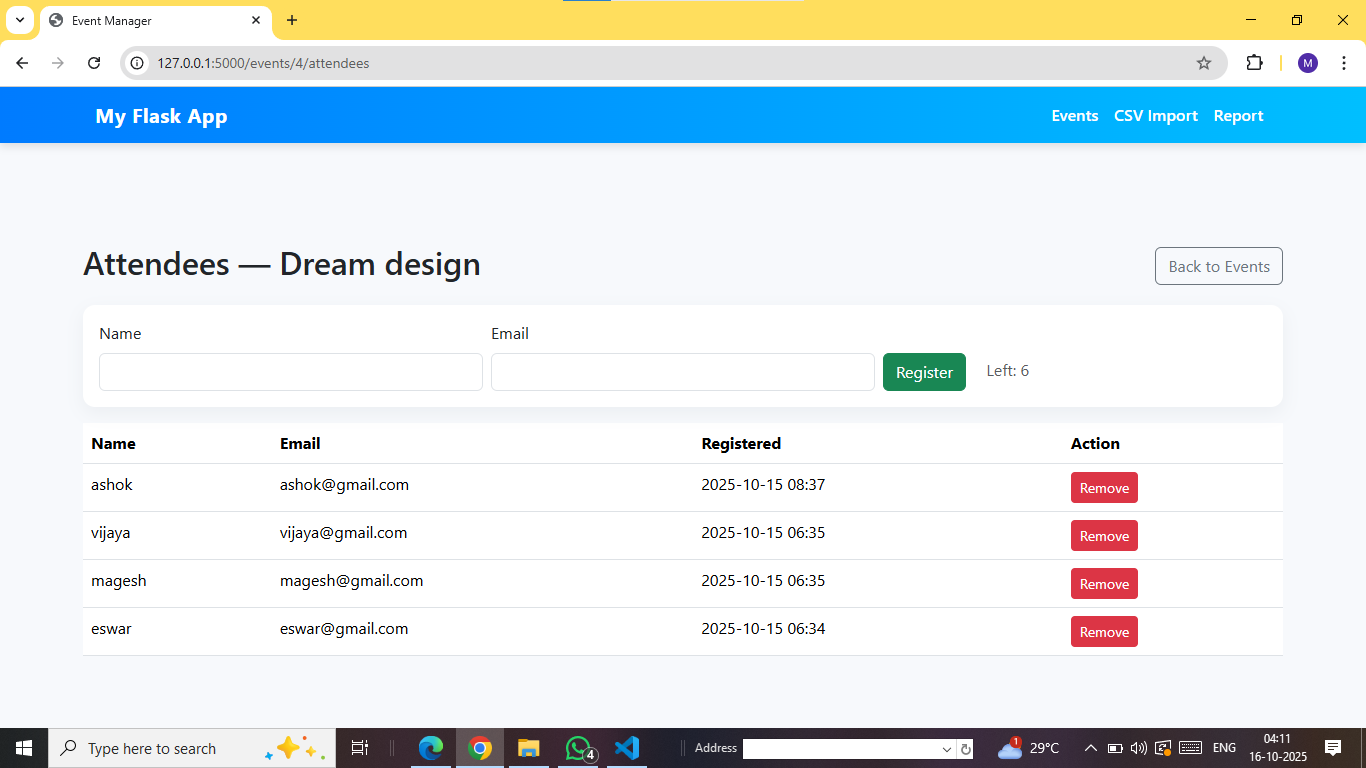 Event Manager
127.0.0.1:5000/events/4/attendees
M
My Flask App Events CSV Import Report
Attendees — Dream design Back to Events
Name Email
Register Left: 6
Name Email Registered Action
ashok ashok@gmail.com 2025-10-15 08:37 Remove
vijaya vijaya@gmail.com 2025-10-15 06:35 Remove
magesh magesh@gmail.com 2025-10-15 06:35 Remove
eswar eswar@gmail.com 2025-10-15 06:34 Remove
Type here to search 4 Address 1 29°C ENG 04:11
16-10-2025